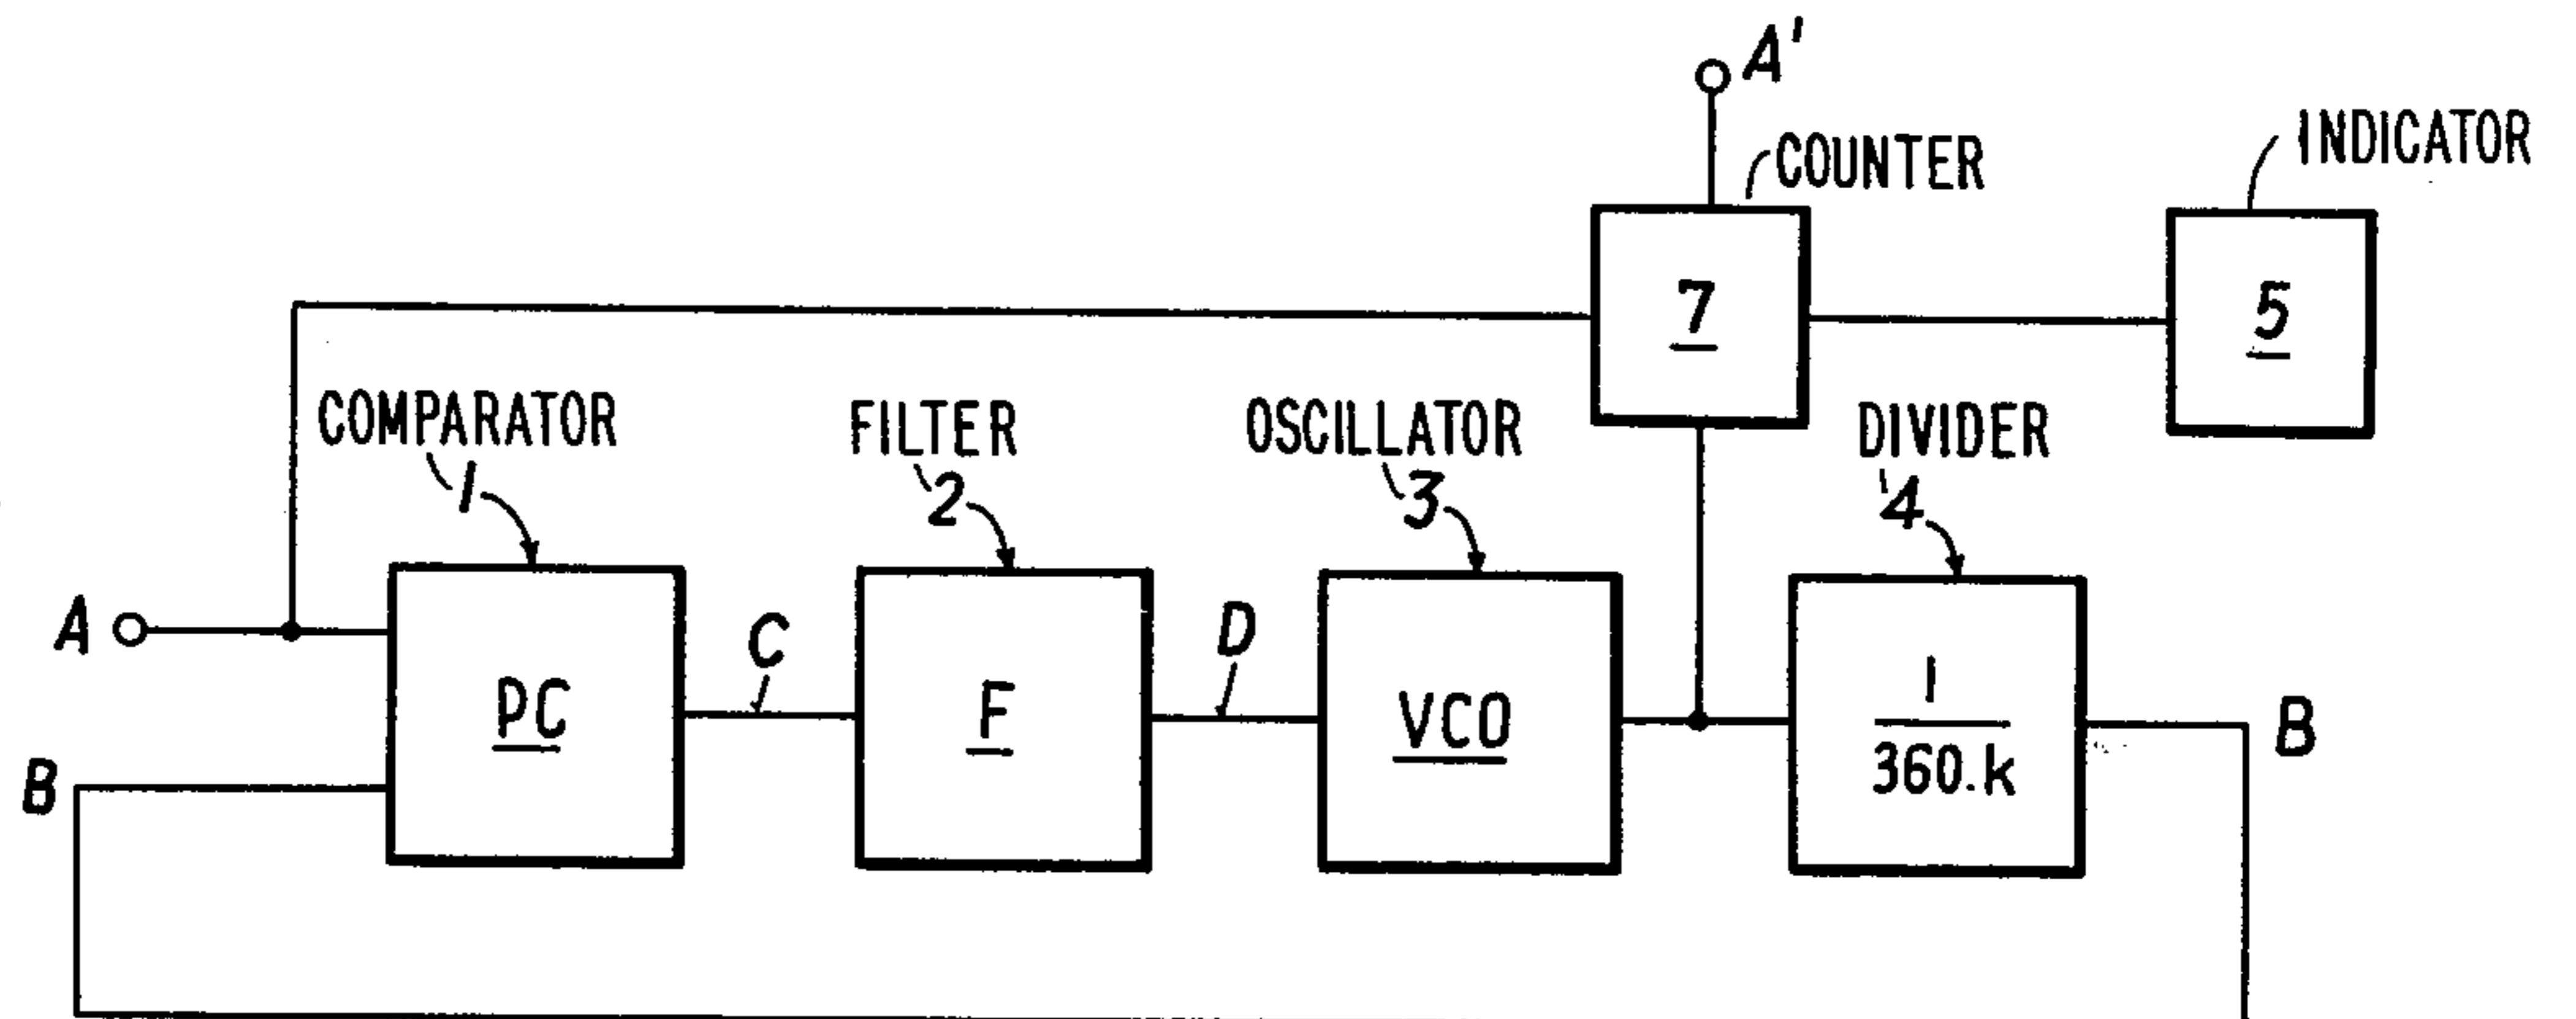 A'
COUNTER
INDICATOR
7
5
COMPARATOR
1
FILTER
2
OSCILLATOR
3
DIVIDER
4
A
C
D
PC
F
VCO
1
360.k
B
B